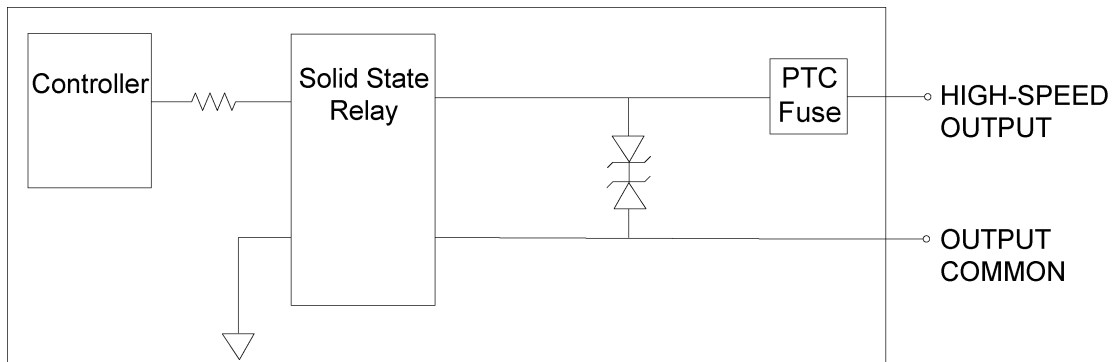 Controller
Solid State
Relay
PTC
Fuse
HIGH-SPEED
OUTPUT
OUTPUT
COMMON